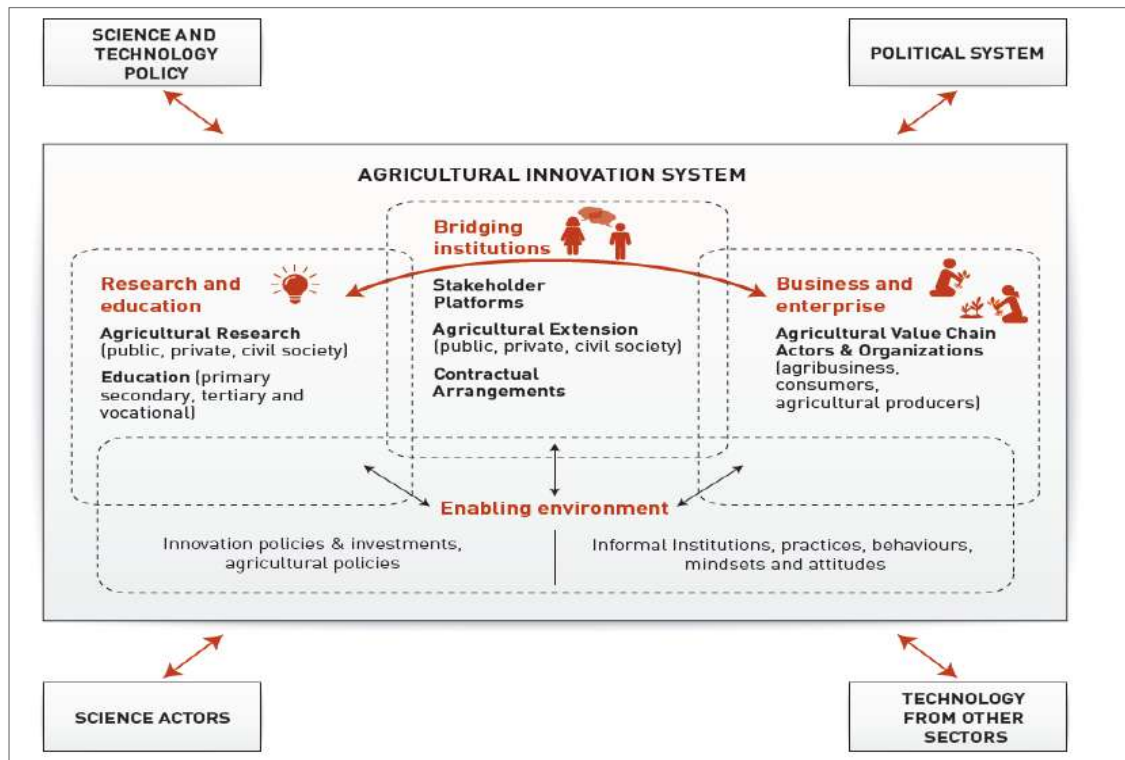 SCIENCE AND
TECHNOLOGY
POLICY
POLITICAL SYSTEM
AGRICULTURAL INNOVATION SYSTEM
Bridging
institutions
Research and
education
Stakeholder
Platforms
Business and
enterprise
Agricultural Research
(public, private, civil society)
Agricultural Extension
(public, private, civil society)
Agricultural Value Chain
Actors & Organizations
(agribusiness,
consumers,
agricultural producers)
Education (primary
secondary, tertiary and
vocational)
Contractual
Arrangements
Enabling environment
Innovation policies & investments,
agricultural policies
Informal Institutions, practices, behaviours,
mindsets and attitudes
SCIENCE ACTORS
TECHNOLOGY
FROM OTHER
SECTORS